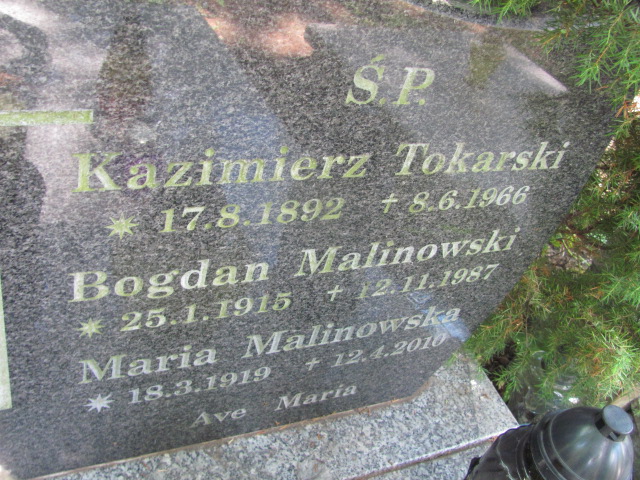 Ś.P.
Kazimierz Tokarski
* 17.8.1892 † 8.6.1966
Bogdan Malinowski
* 25.1.1915 † 12.11.1987
Maria Malinowska
* 18.3.1919 † 12.4.2010
Ave Maria